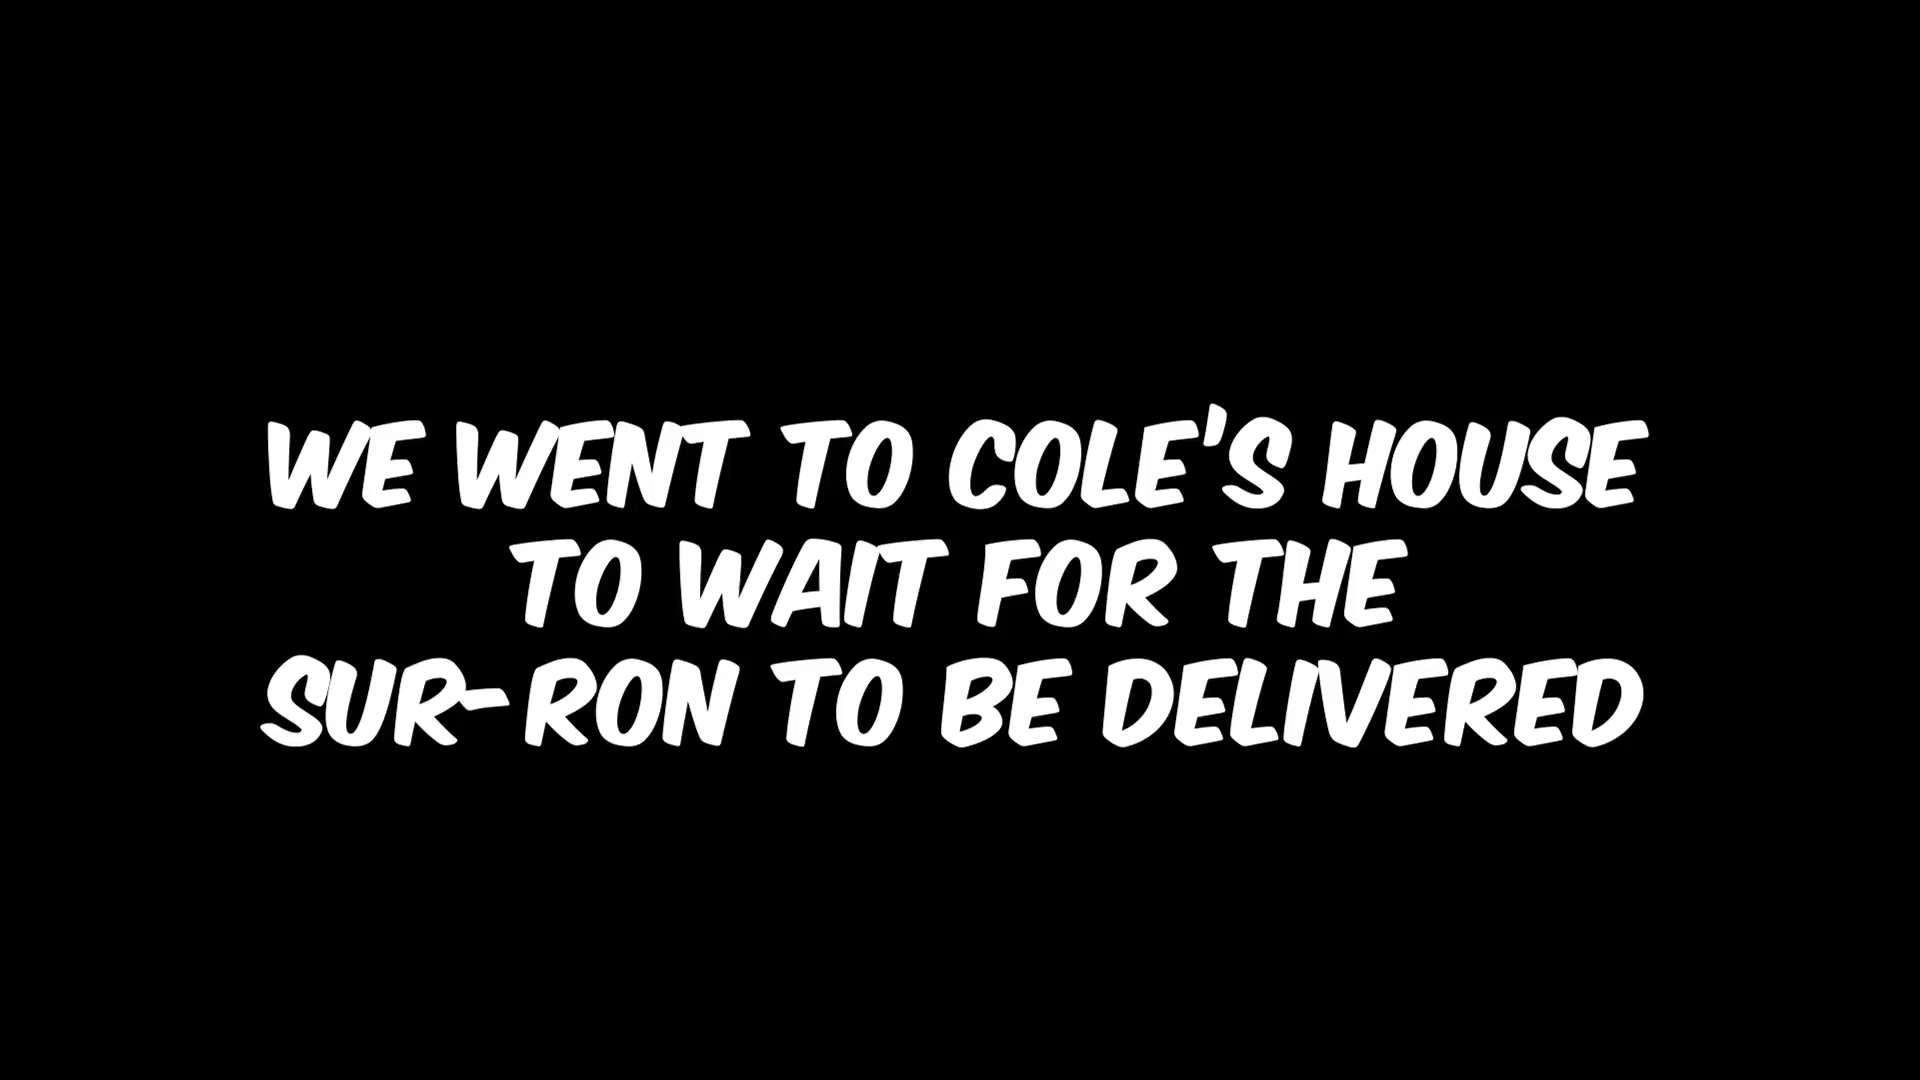 WE WENT TO COLE'S HOUSE
TO WAIT FOR THE
SUR-RON TO BE DELIVERED